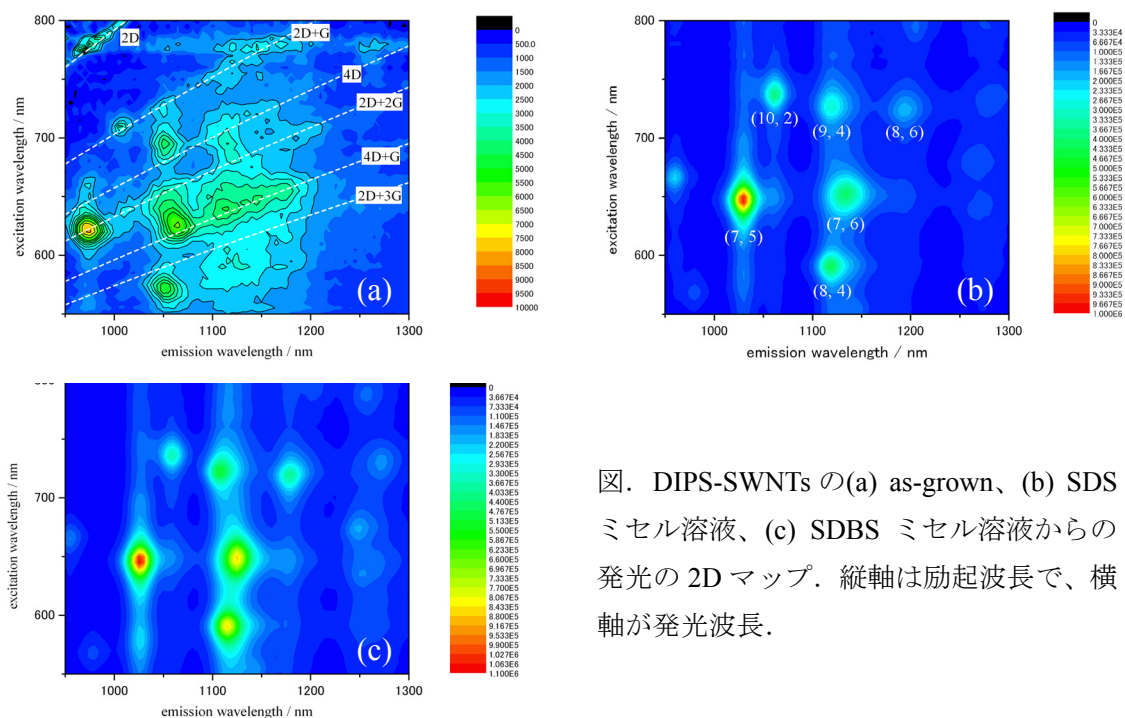 800
700
600
excitation wavelength / nm
2D
2D+G
4D
2D+2G
4D+G
2D+3G
(a)
1000
1100
1200
1300
emission wavelength / nm
0
500.0
1000
1500
2000
2500
3000
3500
4000
4500
5000
5500
6000
6500
7000
7500
8000
8500
9000
9500
10000
800
700
600
excitation wavelength / nm
(10, 2)
(9, 4)
(8, 6)
(7, 5)
(7, 6)
(8, 4)
(b)
1000
1100
1200
1300
emission wavelength / nm
0
3.333E4
6.667E4
1.000E5
1.333E5
1.667E5
2.000E5
2.333E5
2.667E5
3.000E5
3.333E5
3.667E5
4.000E5
4.333E5
4.667E5
5.000E5
5.333E5
5.667E5
6.000E5
6.333E5
6.667E5
7.000E5
7.333E5
7.667E5
8.000E5
8.333E5
8.667E5
9.000E5
9.333E5
9.667E5
1.000E6
700
600
excitation wavelength / nm
(c)
1000
1100
1200
1300
emission wavelength / nm
0
3.667E4
7.333E4
1.100E5
1.467E5
1.833E5
2.200E5
2.567E5
2.933E5
3.300E5
3.667E5
4.033E5
4.400E5
4.767E5
5.133E5
5.500E5
5.867E5
6.233E5
6.600E5
6.967E5
7.333E5
7.700E5
8.067E5
8.433E5
8.800E5
9.167E5
9.533E5
9.900E5
1.027E6
1.063E6
1.100E6
図．DIPS-SWNTs の(a) as-grown、(b) SDS
ミセル溶液、(c) SDBS ミセル溶液からの
発光の 2D マップ．縦軸は励起波長で、横
軸が発光波長．